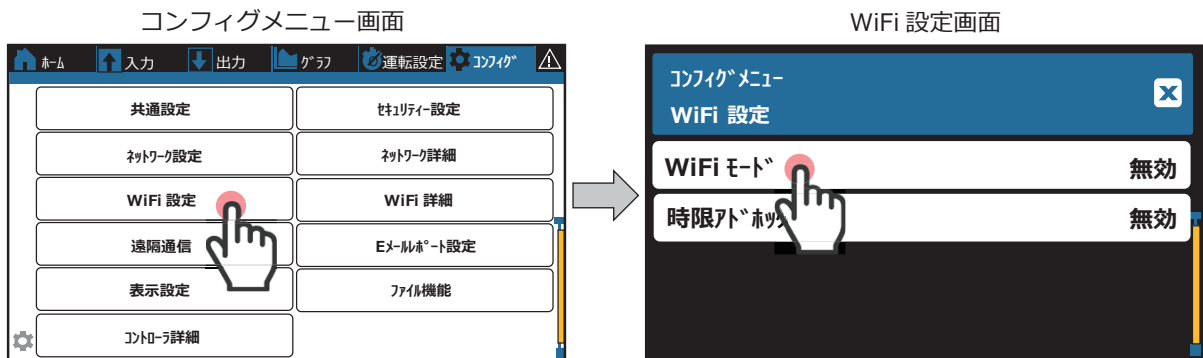 コンフィグメニュー画面
ﾎｰﾑ 入力 出力 ｸﾞﾗﾌ 運転設定 ｺﾝﾌｨｸﾞ
共通設定 ｾｷｭﾘﾃｨｰ設定
ﾈｯﾄﾜｰｸ設定 ﾈｯﾄﾜｰｸ詳細
WiFi 設定 WiFi 詳細
遠隔通信 Eﾒｰﾙﾚﾎﾟｰﾄ設定
表示設定 ﾌｧｲﾙ機能
ｺﾝﾄﾛｰﾗ詳細
WiFi 設定画面
ｺﾝﾌｨｸﾞﾒﾆｭｰ
WiFi 設定
X
WiFi ﾓｰﾄﾞ 無効
時限ｱﾄﾞﾎｯｸ 無効